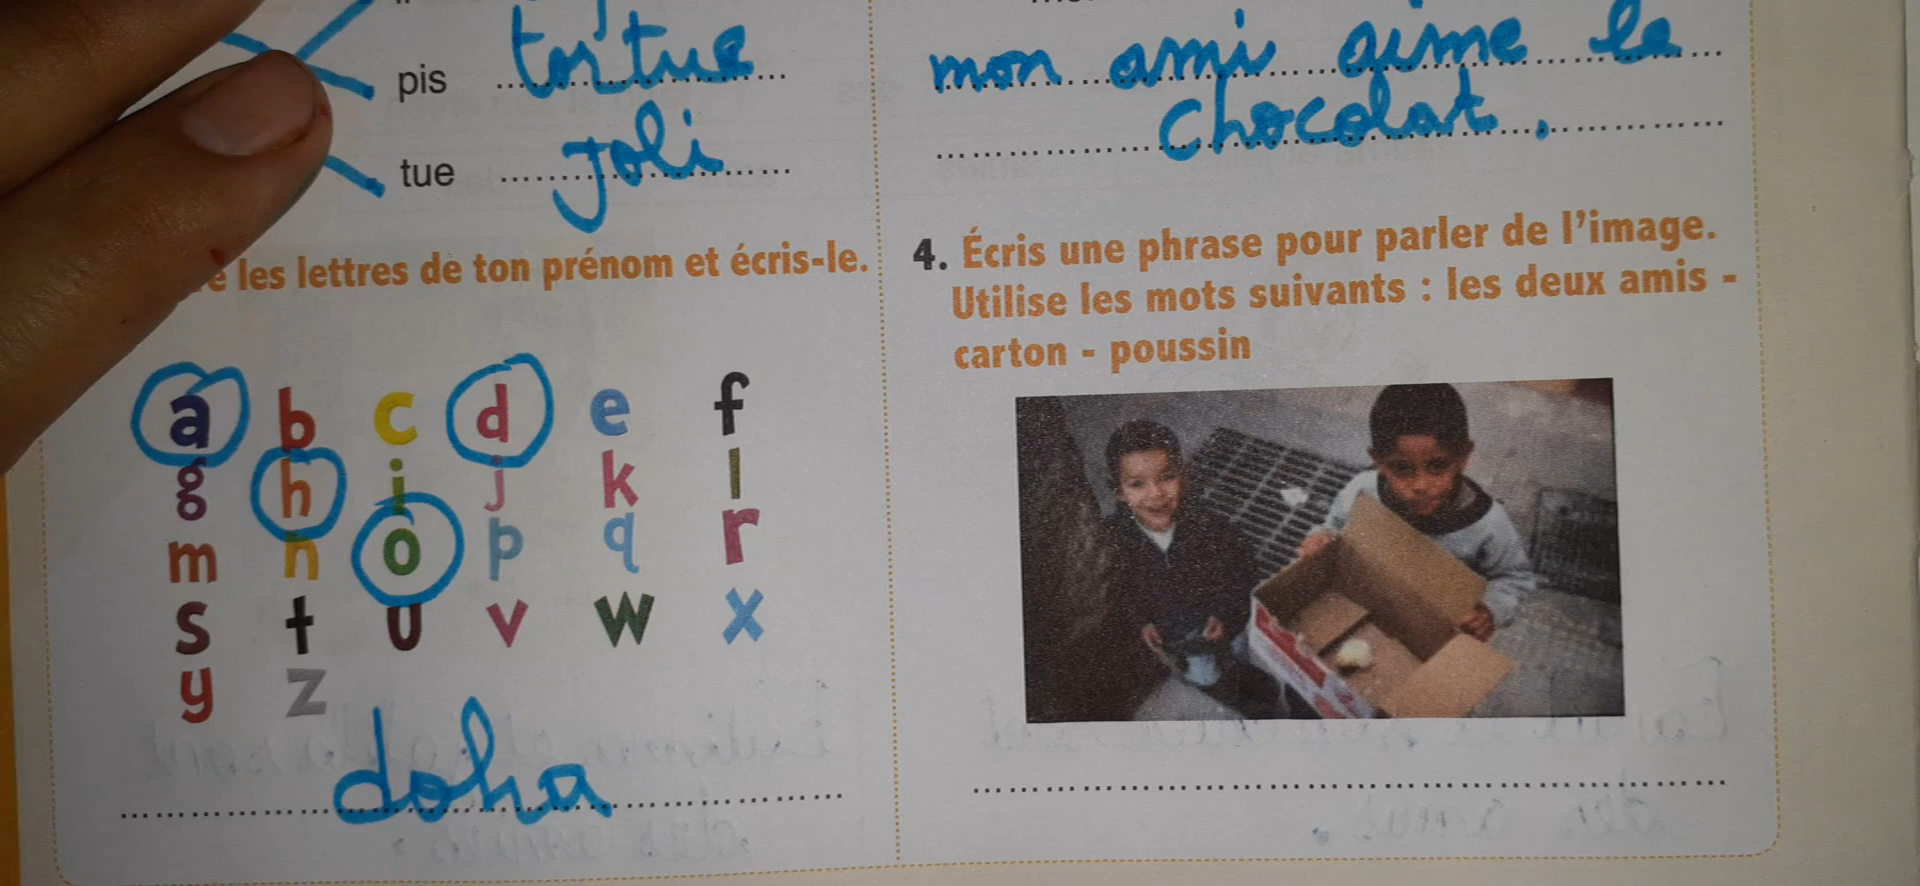 pis tortue
tue joli
les lettres de ton prénom et écris-le.
a b c d e f
g h i j k l
m n o p q r
s t u v w x
y z
doha
mon ami aime le
chocolat.
4. Écris une phrase pour parler de l'image.
Utilise les mots suivants : les deux amis -
carton - poussin